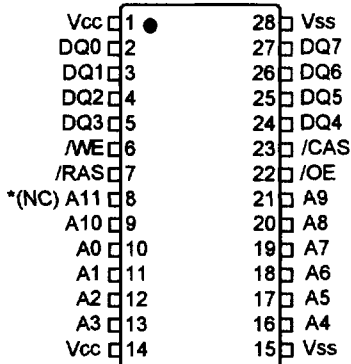 Vcc 1 28 Vss
DQ0 2 27 DQ7
DQ1 3 26 DQ6
DQ2 4 25 DQ5
DQ3 5 24 DQ4
/WE 6 23 /CAS
/RAS 7 22 /OE
*(NC) A11 8 21 A9
A10 9 20 A8
A0 10 19 A7
A1 11 18 A6
A2 12 17 A5
A3 13 16 A4
Vcc 14 15 Vss